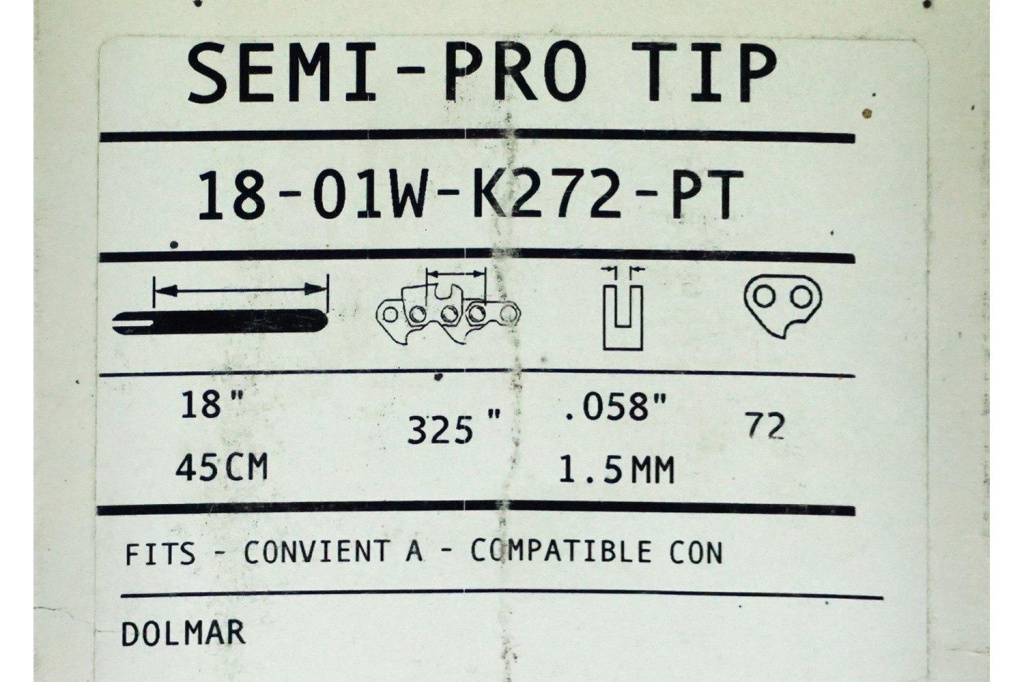 SEMI-PRO TIP
18-01W-K272-PT
18" 325" .058" 72
45CM 1.5MM
FITS - CONVIENT A - COMPATIBLE CON
DOLMAR